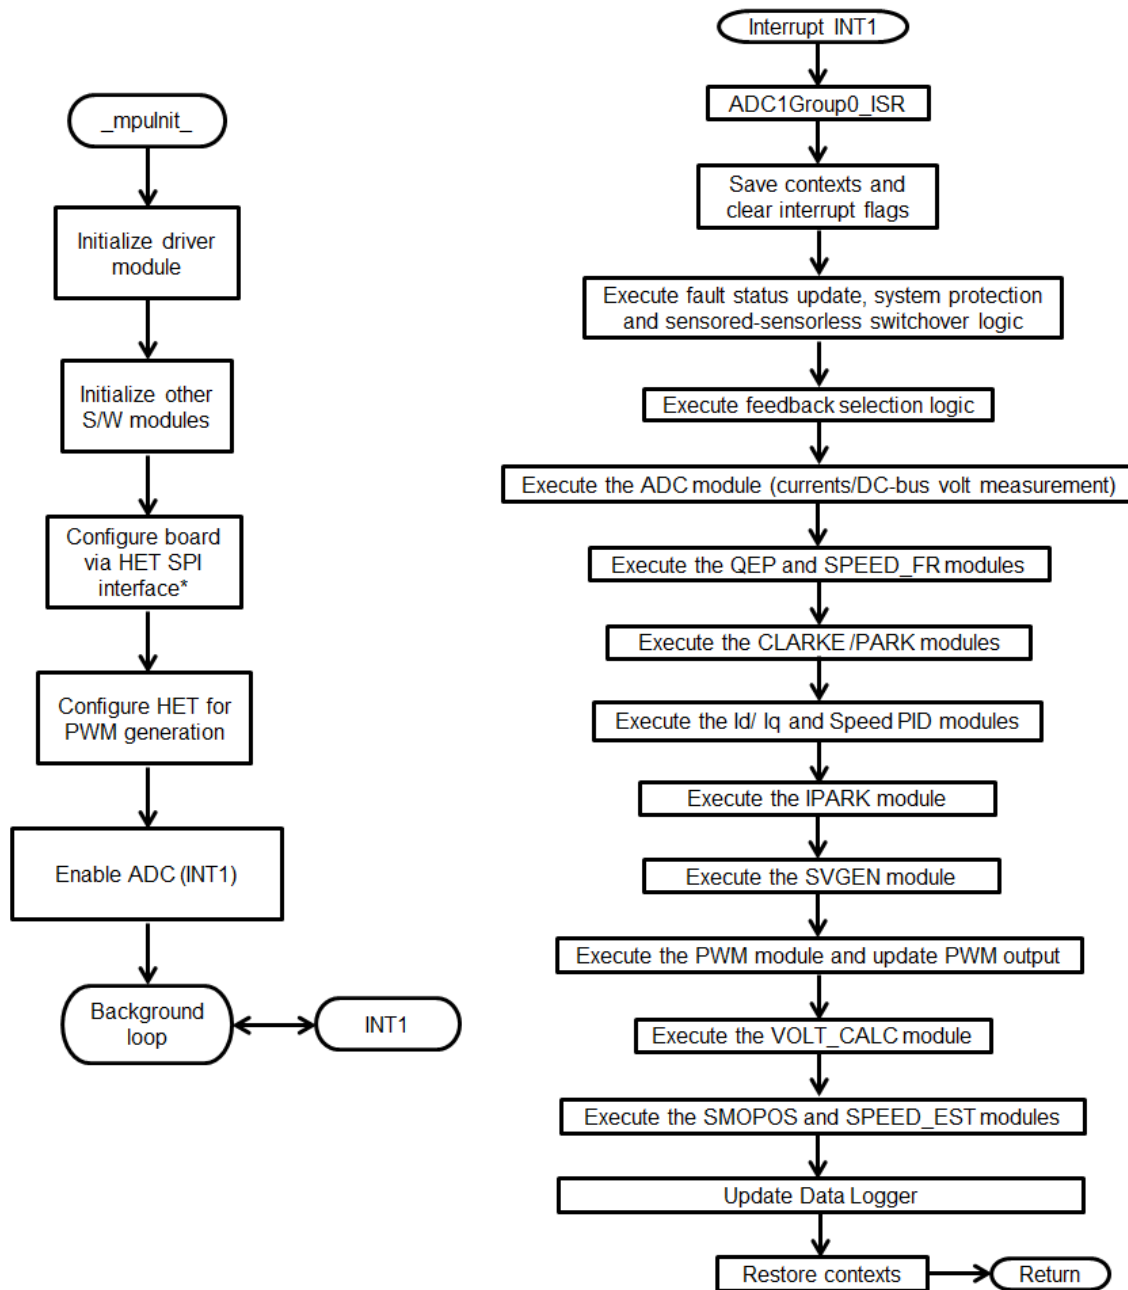 _mpuInit_
Initialize driver
module
Initialize other
S/W modules
Configure board
via HET SPI
interface*
Configure HET for
PWM generation
Enable ADC (INT1)
Background
loop
INT1
Interrupt INT1
ADC1Group0_ISR
Save contexts and
clear interrupt flags
Execute fault status update, system protection
and sensored-sensorless switchover logic
Execute feedback selection logic
Execute the ADC module (currents/DC-bus volt measurement)
Execute the QEP and SPEED_FR modules
Execute the CLARKE /PARK modules
Execute the Id/ Iq and Speed PID modules
Execute the IPARK module
Execute the SVGEN module
Execute the PWM module and update PWM output
Execute the VOLT_CALC module
Execute the SMOPOS and SPEED_EST modules
Update Data Logger
Restore contexts
Return